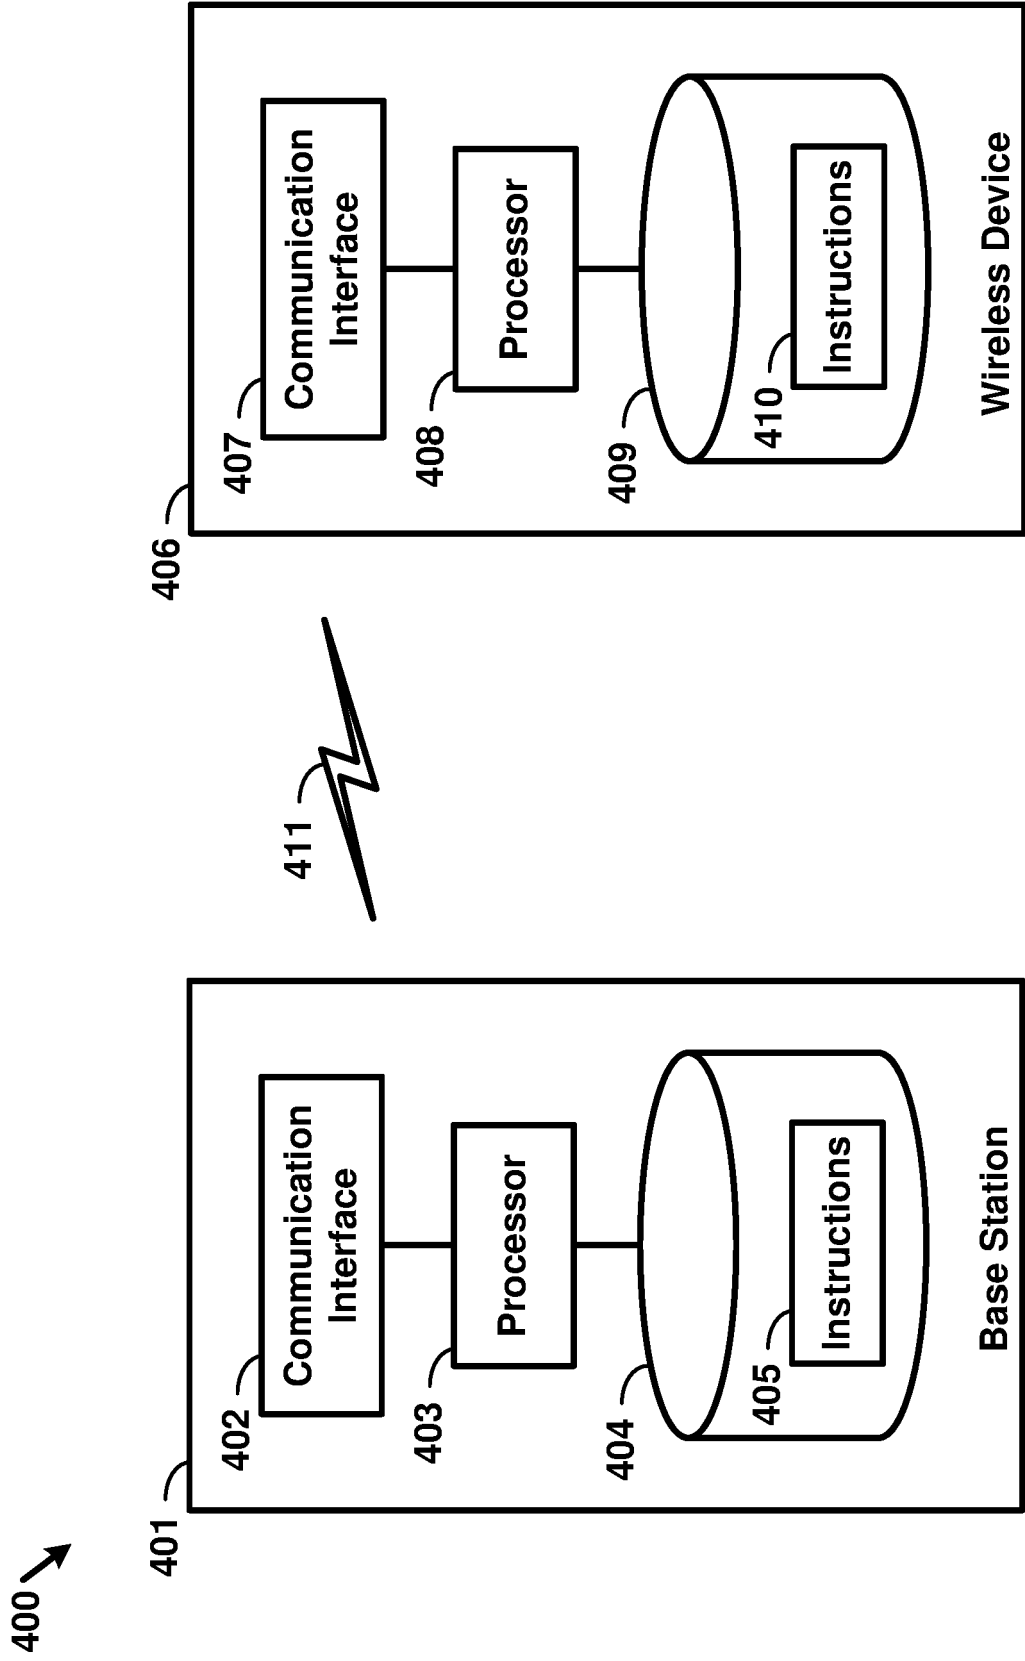 400
401
402
Communication
Interface
403
Processor
404
405
Instructions
Base Station
411
406
407
Communication
Interface
408
Processor
409
410
Instructions
Wireless Device